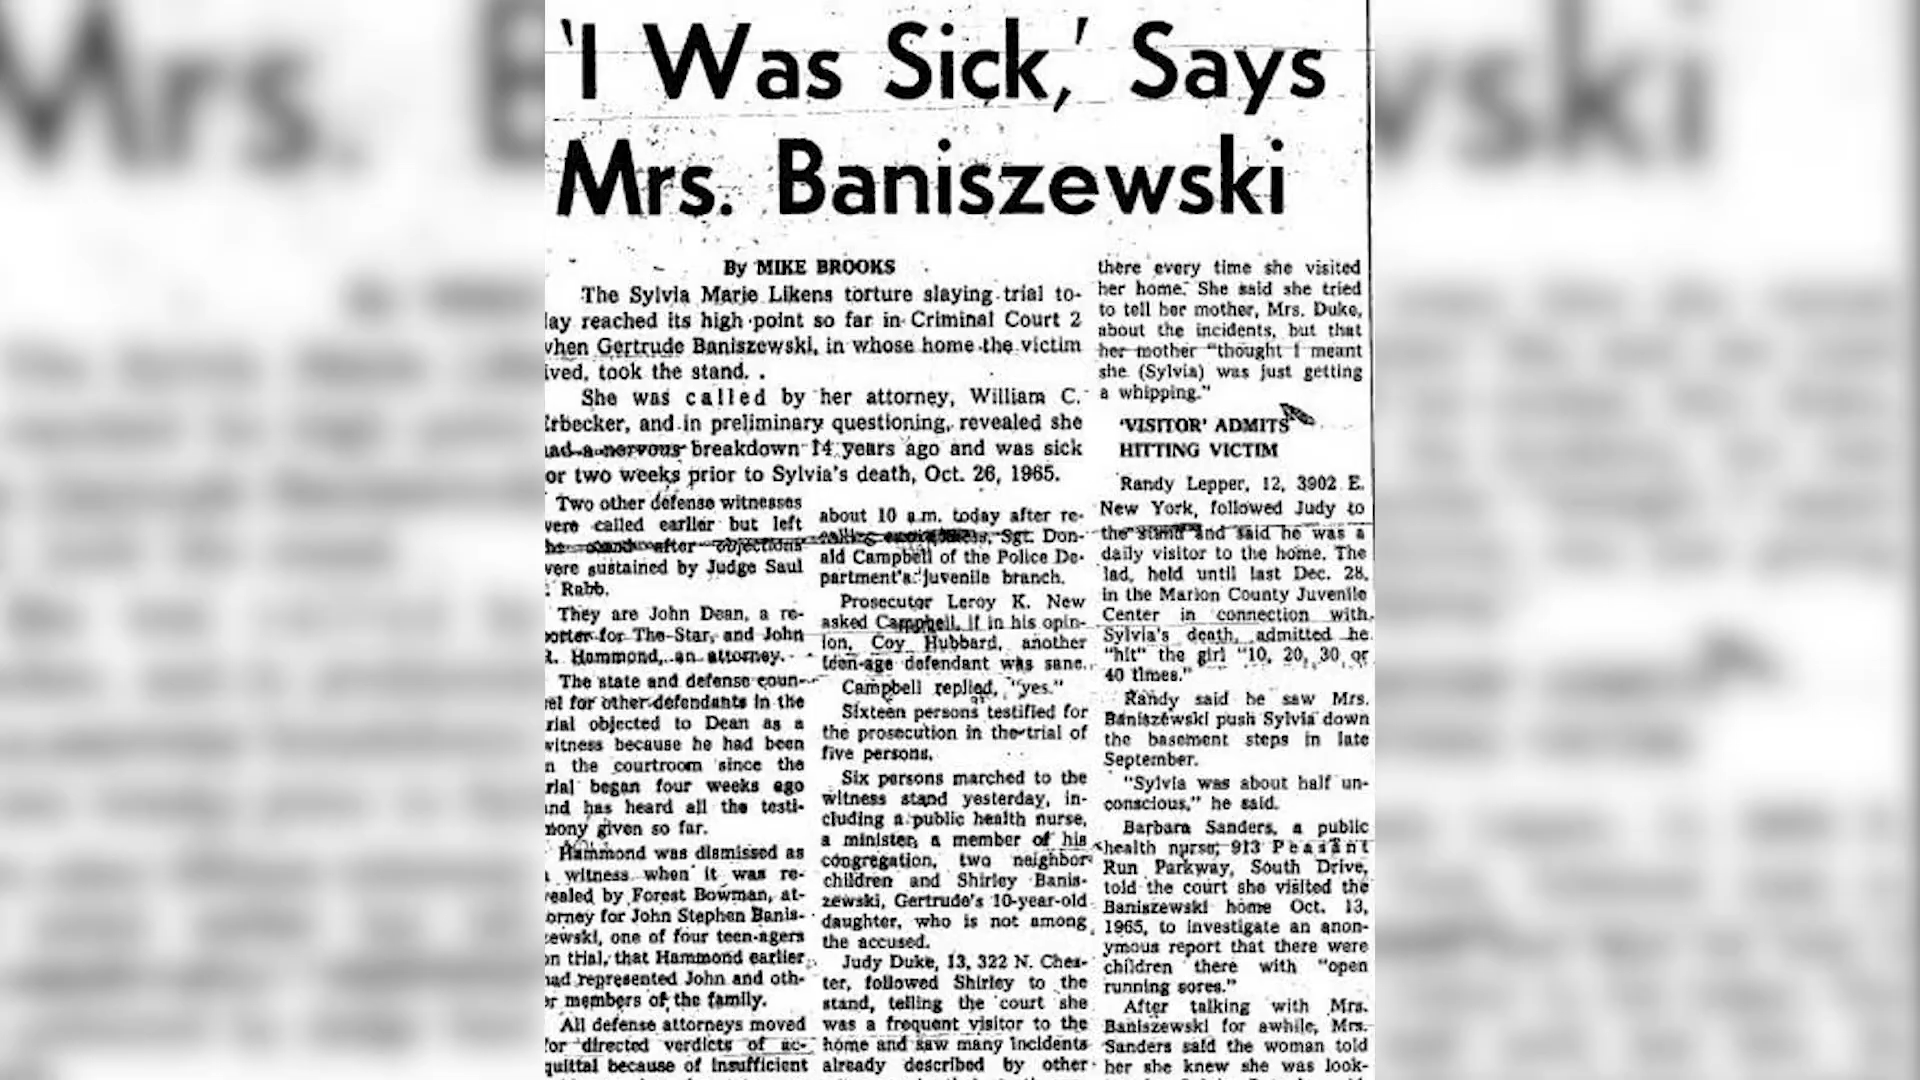 'I Was Sick,' Says
Mrs. Baniszewski
By MIKE BROOKS
The Sylvia Marie Likens torture slaying trial to-
lay reached its high point so far in Criminal Court 2
vhen Gertrude Baniszewski, in whose home the victim
ived, took the stand. .
She was called by her attorney, William C.
Erbecker, and in preliminary questioning, revealed she
ad a nervous breakdown 14 years ago and was sick
or two weeks prior to Sylvia's death, Oct. 26, 1965.
Two other defense witnesses
vere called earlier but left
he stand after objections
vere sustained by Judge Saul
Rabb.
They are John Dean, a re-
porter for The Star, and John
R. Hammond, an attorney.
The state and defense coun-
sel for other defendants in the
rial objected to Dean as a
witness because he had been
n the courtroom since the
rial began four weeks ago
and has heard all the testi-
mony given so far.
Hammond was dismissed as
a witness when it was re-
vealed by Forest Bowman, at-
torney for John Stephen Banis-
zewski, one of four teen-agers
on trial, that Hammond earlier
had represented John and oth-
er members of the family.
All defense attorneys moved
for directed verdicts of ac-
quittal because of insufficient
about 10 a.m. today after re-
calling Sgt. Don-
ald Campbell of the Police De-
partment's juvenile branch.
Prosecutor Leroy K. New
asked Campbell, if in his opin-
ion, Coy Hubbard, another
teen-age defendant was sane.
Campbell replied, "yes."
Sixteen persons testified for
the prosecution in the trial of
five persons.
Six persons marched to the
witness stand yesterday, in-
cluding a public health nurse,
a minister, a member of his
congregation, two neighbor
children and Shirley Banis-
zewski, Gertrude's 10-year-old
daughter, who is not among
the accused.
Judy Duke, 13, 322 N. Ches-
ter, followed Shirley to the
stand, telling the court she
was a frequent visitor to the
home and saw many incidents
already described by other
there every time she visited
her home. She said she tried
to tell her mother, Mrs. Duke,
about the incidents, but that
her mother "thought I meant
she (Sylvia) was just getting
a whipping."
'VISITOR' ADMITS
HITTING VICTIM
Randy Lepper, 12, 3902 E.
New York, followed Judy to
the stand and said he was a
daily visitor to the home. The
lad, held until last Dec. 28,
in the Marion County Juvenile
Center in connection with
Sylvia's death, admitted he
"hit" the girl "10, 20, 30 or
40 times."
Randy said he saw Mrs.
Baniszewski push Sylvia down
the basement steps in late
September.
"Sylvia was about half un-
conscious," he said.
Barbara Sanders, a public
health nurse, 913 Peasant
Run Parkway, South Drive,
told the court she visited the
Baniszewski home Oct. 13,
1965, to investigate an anon-
ymous report that there were
children there with "open
running sores."
After talking with Mrs.
Baniszewski for awhile, Mrs.
Sanders said the woman told
her she knew she was look-